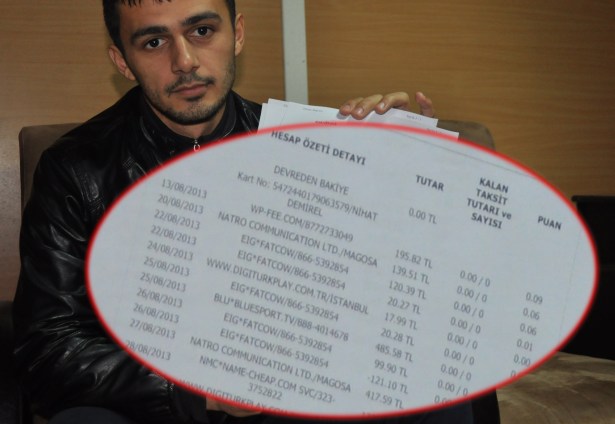 HESAP ÖZETİ DETAYI TUTAR KALAN TAKSİT TUTARI ve SAYISI PUAN
DEVREDEN BAKİYE 0.00 TL
Kart No: 5472440179063579/NİHAT
DEMİREL
13/08/2013 WP-FEE.COM/8772733049 195.82 TL 0.00 / 0 0.09
20/08/2013 NATRO COMMUNICATION LTD./MAGOSA 139.51 TL 0.00 / 0 0.06
22/08/2013 EIG*FATCOW/866-5392854 120.39 TL 0.00 / 0 0.06
22/08/2013 WWW.DIGITURKPLAY.COM.TR/ISTANBUL 20.27 TL 0.00 / 0 0.01
24/08/2013 EIG*FATCOW/866-5392854 17.99 TL 0.00 / 0
25/08/2013 BLU*BLUESPORT.TV/888-4014678 20.28 TL 0.00 / 0
25/08/2013 EIG*FATCOW/866-5392854 485.58 TL 0.00 / 0
26/08/2013 EIG*FATCOW/866-5392854 99.90 TL 0.00 / 0
26/08/2013 NATRO COMMUNICATION LTD./MAGOSA -121.10 TL
27/08/2013 NMC*NAME-CHEAP.COM SVC/323- 417.59 TL
3752822
28/08/2013